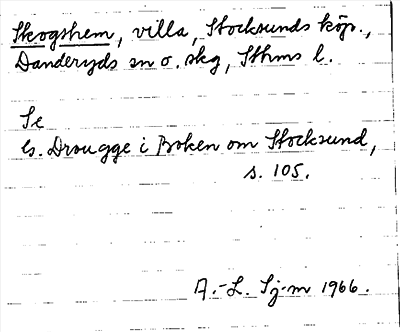 Skogshem, villa, Stocksunds köp.,
Danderyds sn o. skg, Sthms l.
Se
G. Drougge i Boken om Stocksund,
s. 105.
A.-L. Sj-m 1966.